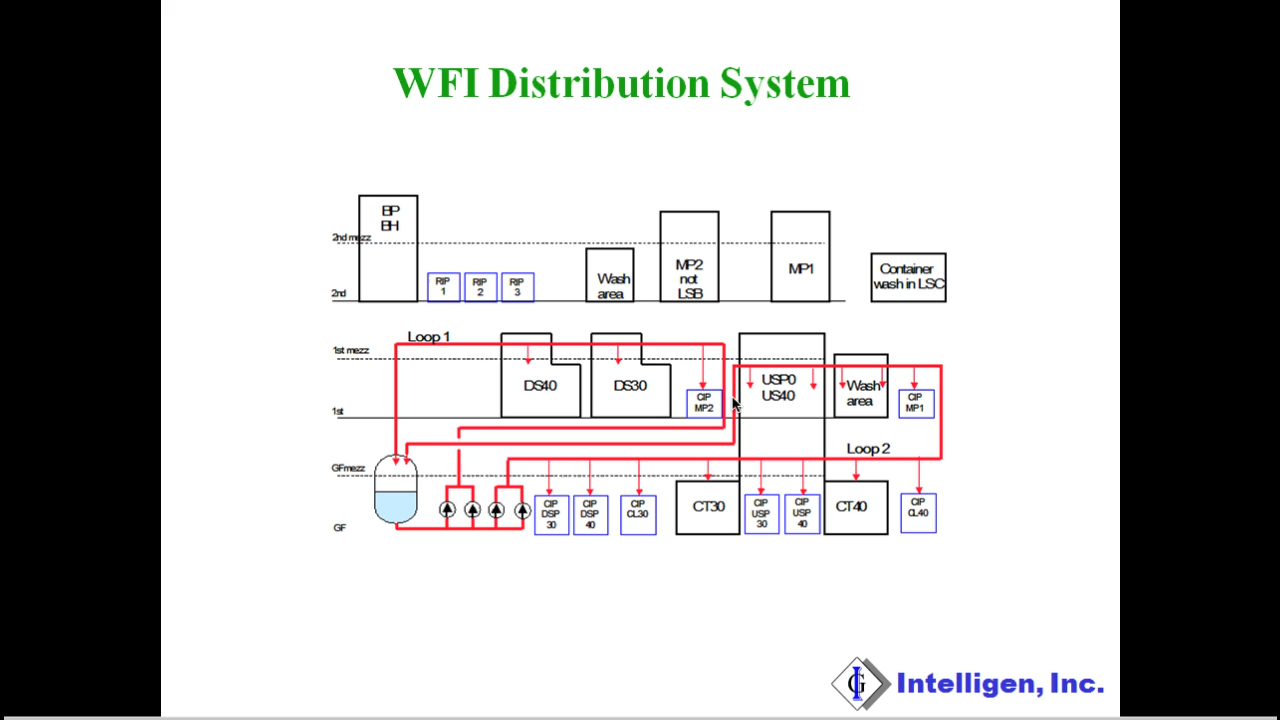 WFI Distribution System
BP
BH
2nd mezz
RIP
1
RIP
2
RIP
3
Wash
area
MP2
not
LSB
MP1
Container
wash in LSC
2nd
Loop 1
1st mezz
DS40
DS30
CIP
MP2
USP0
US40
Wash
area
CIP
MP1
1st
Loop 2
GFmezz
CIP
DSP
30
CIP
DSP
40
CIP
CL30
CT30
CIP
USP
30
CIP
USP
40
CT40
CIP
CL40
GF
IG
Intelligen, Inc.